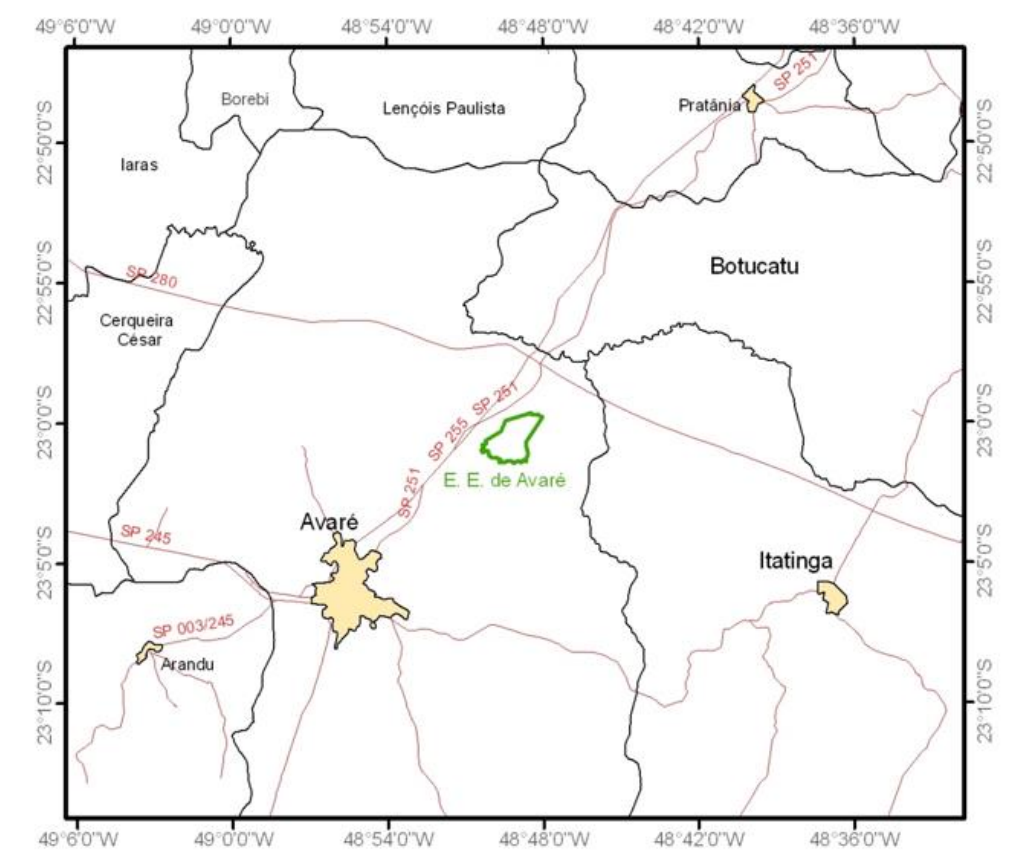 49°6'0"W 49°0'0"W 48°54'0"W 48°48'0"W 48°42'0"W 48°36'0"W
SP 251
Borebi
Lençóis Paulista
Pratânia
22°50'0"S
22°50'0"S
Iaras
Botucatu
SP 280
22°55'0"S
22°55'0"S
Cerqueira
César
SP 251
23°0'0"S
23°0'0"S
SP 255
E. E. de Avaré
SP 251
Avaré
SP 245
23°5'0"S
23°5'0"S
Itatinga
SP 003/245
Arandu
23°10'0"S
23°10'0"S
49°6'0"W 49°0'0"W 48°54'0"W 48°48'0"W 48°42'0"W 48°36'0"W